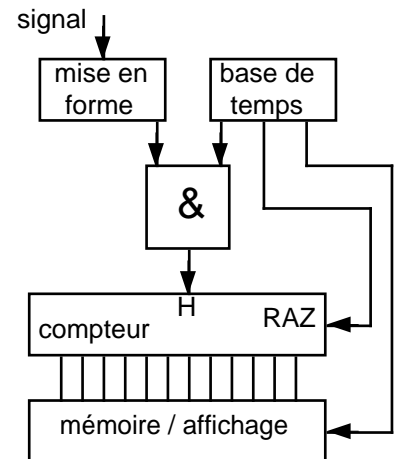 signal
mise en
forme
base de
temps
&
H
RAZ
compteur
mémoire / affichage